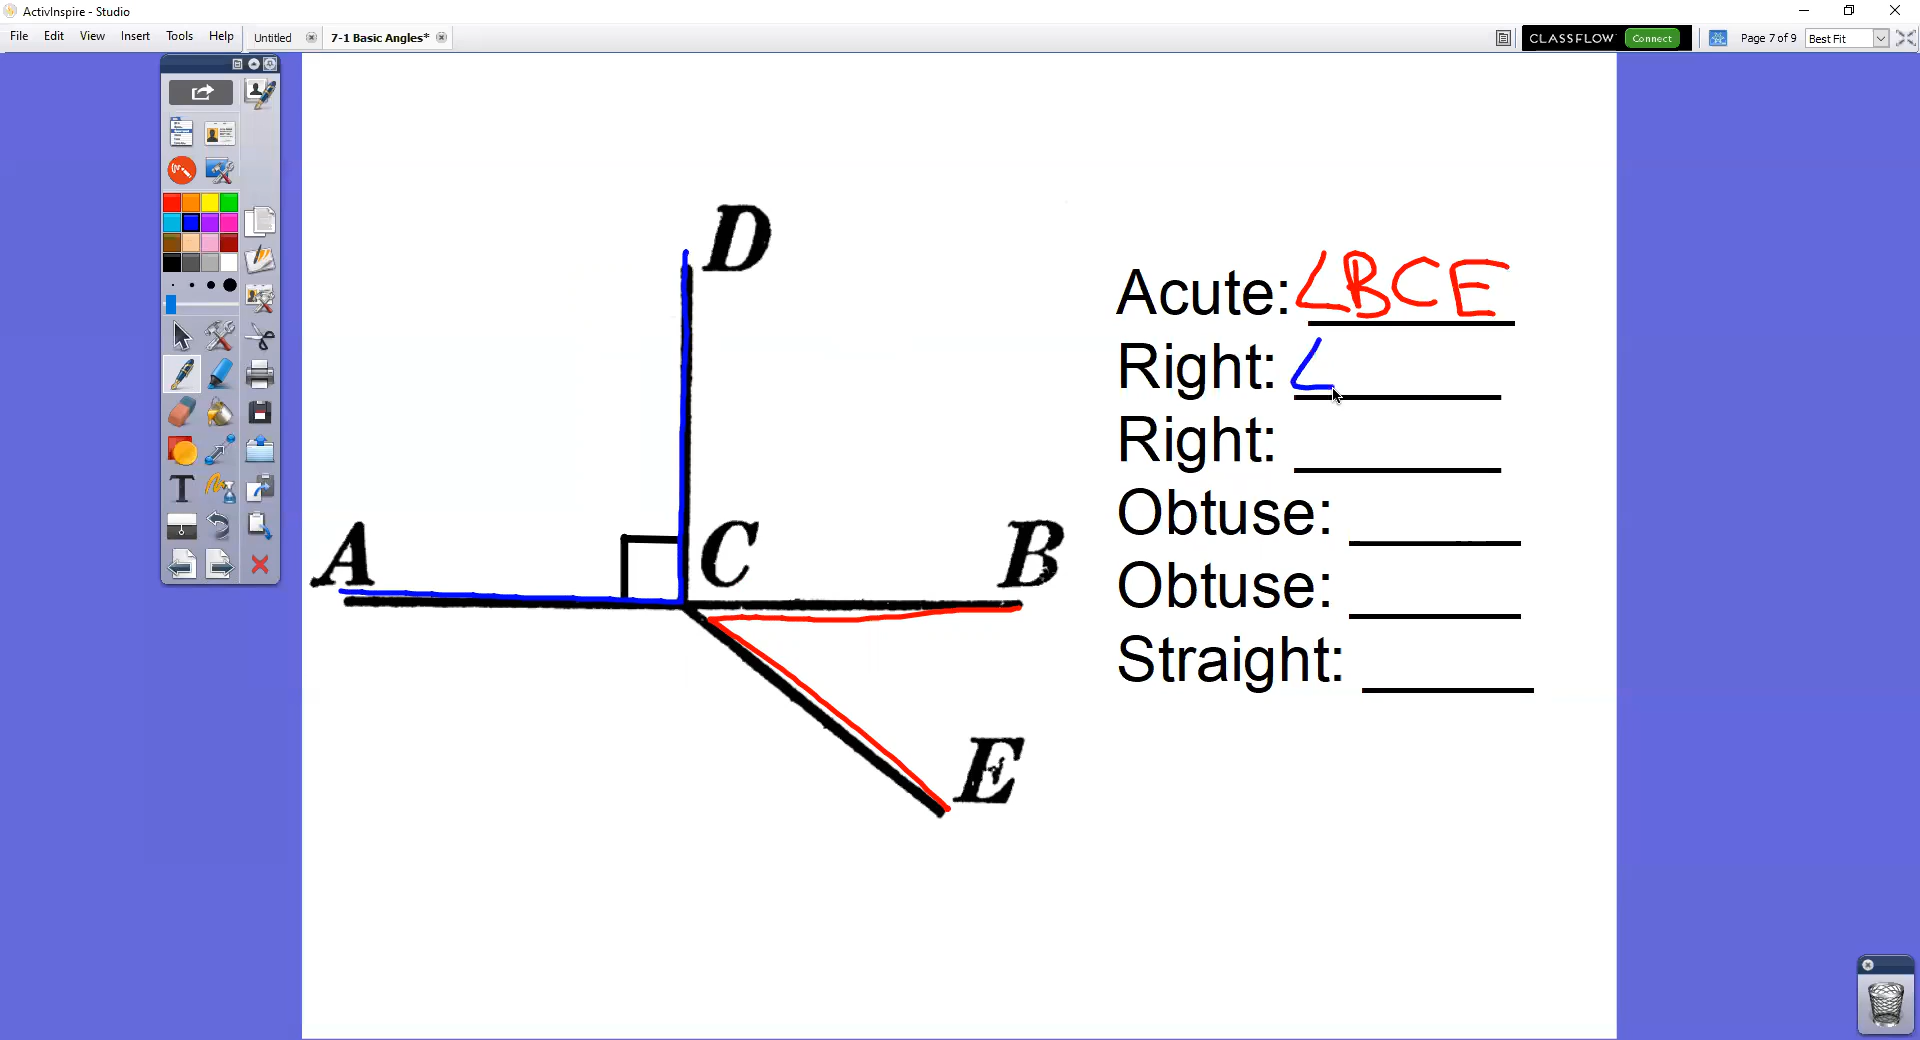 ActivInspire - Studio
File Edit View Insert Tools Help
Untitled 7-1 Basic Angles*
CLASSFLOW Connect
Page 7 of 9 Best Fit
D
A
C
B
E
Acute: ∠BCE
Right: ∠
Right:
Obtuse:
Obtuse:
Straight:
T